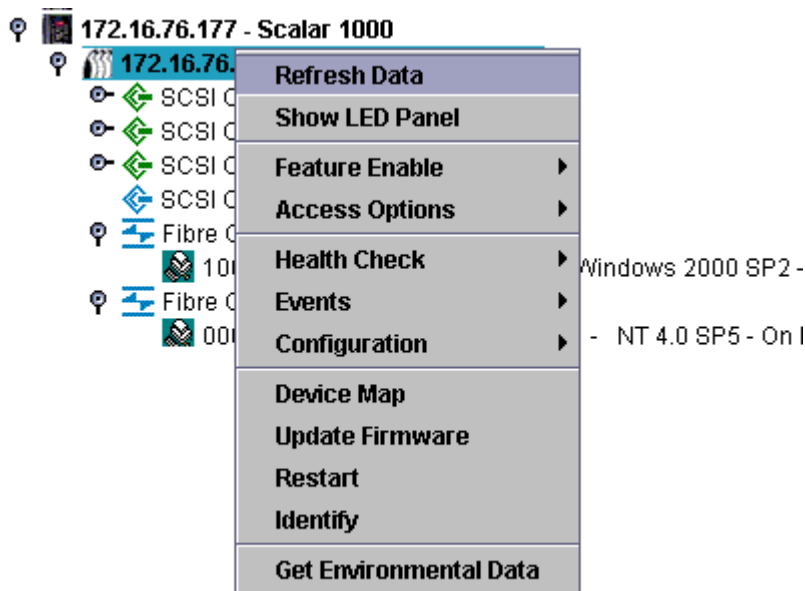 172.16.76.177 - Scalar 1000
172.16.76.
SCSI
SCSI
SCSI
SCSI
Fibre
Windows 2000 SP2 -
Fibre
- NT 4.0 SP5 - On
Refresh Data
Show LED Panel
Feature Enable
Access Options
Health Check
Events
Configuration
Device Map
Update Firmware
Restart
Identify
Get Environmental Data